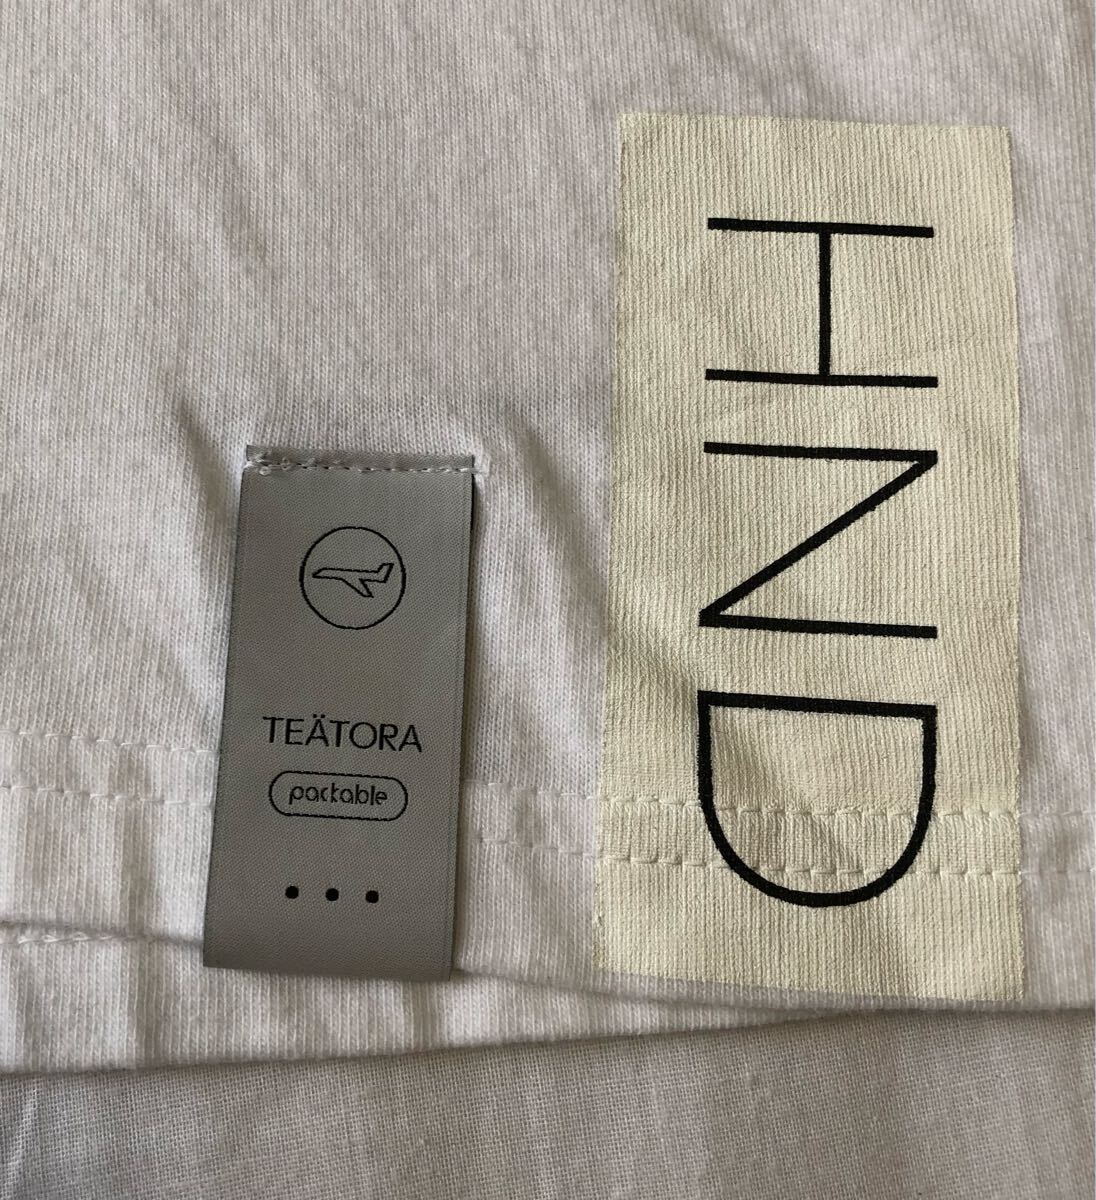 TEÄTORA
packable
HND